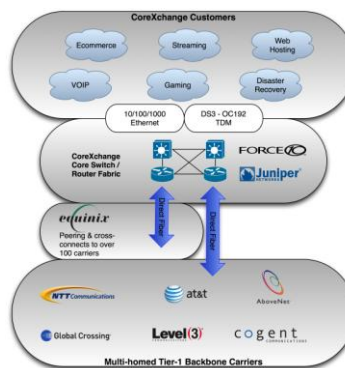 CoreXchange Customers
Ecommerce
Streaming
Web
Hosting
VOIP
Gaming
Disaster
Recovery
10/100/1000
Ethernet
DS3 - OC192
TDM
CoreXchange
Core Switch /
Router Fabric
FORCE10
Juniper
NETWORKS
Direct Fiber
Direct Fiber
equinix
Peering & cross-
connects to over
100 carriers
NTT Communications
at&t
AboveNet
Global Crossing
Level(3)
COMMUNICATIONS
cogent
COMMUNICATIONS
Multi-homed Tier-1 Backbone Carriers